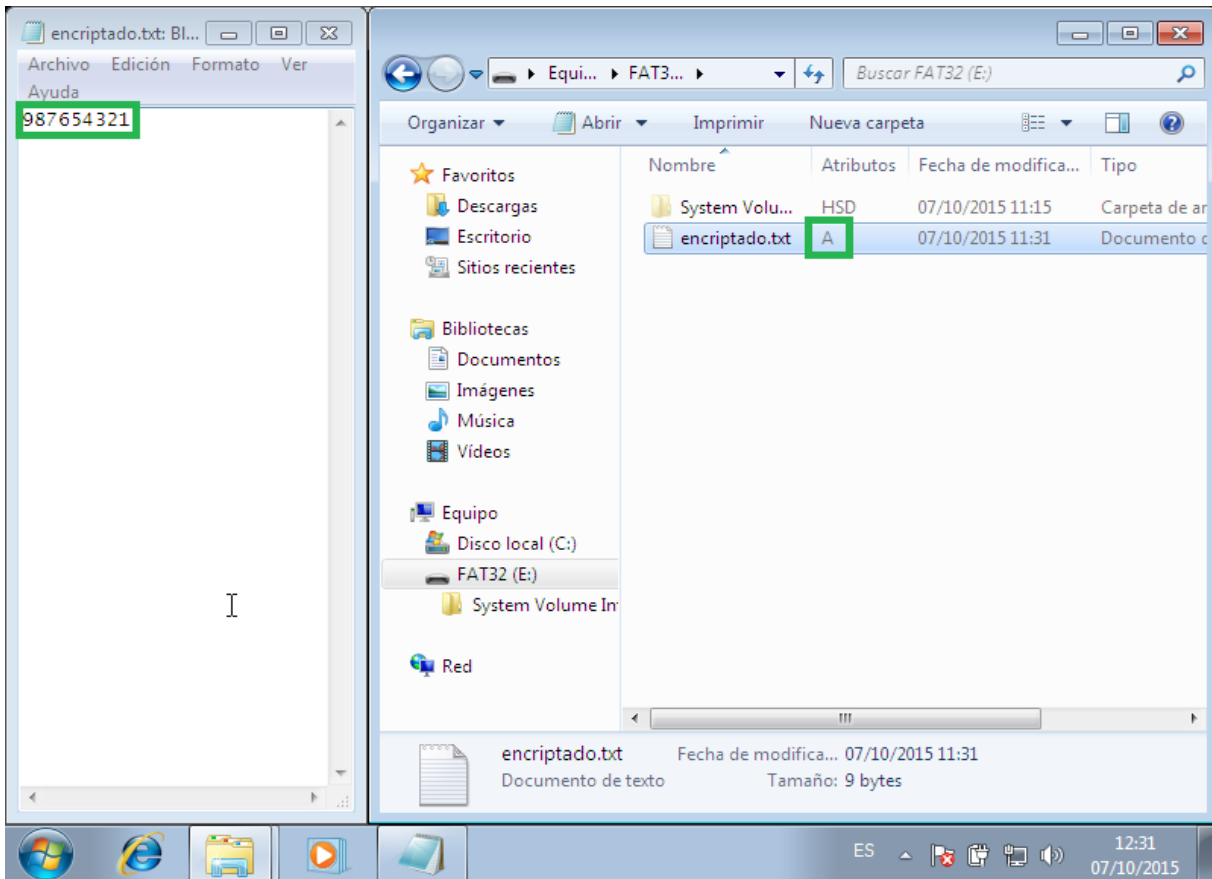 encriptado.txt: Bl...
Archivo Edición Formato Ver
Ayuda
987654321
Equi... FAT3...
Buscar FAT32 (E:)
Organizar Abrir Imprimir Nueva carpeta
Nombre Atributos Fecha de modifica... Tipo
System Volu... HSD 07/10/2015 11:15 Carpeta de ar
encriptado.txt A 07/10/2015 11:31 Documento d
Favoritos
Descargas
Escritorio
Sitios recientes
Bibliotecas
Documentos
Imágenes
Música
Vídeos
Equipo
Disco local (C:)
FAT32 (E:)
System Volume In
Red
encriptado.txt Fecha de modifica... 07/10/2015 11:31
Documento de texto Tamaño: 9 bytes
ES
12:31
07/10/2015